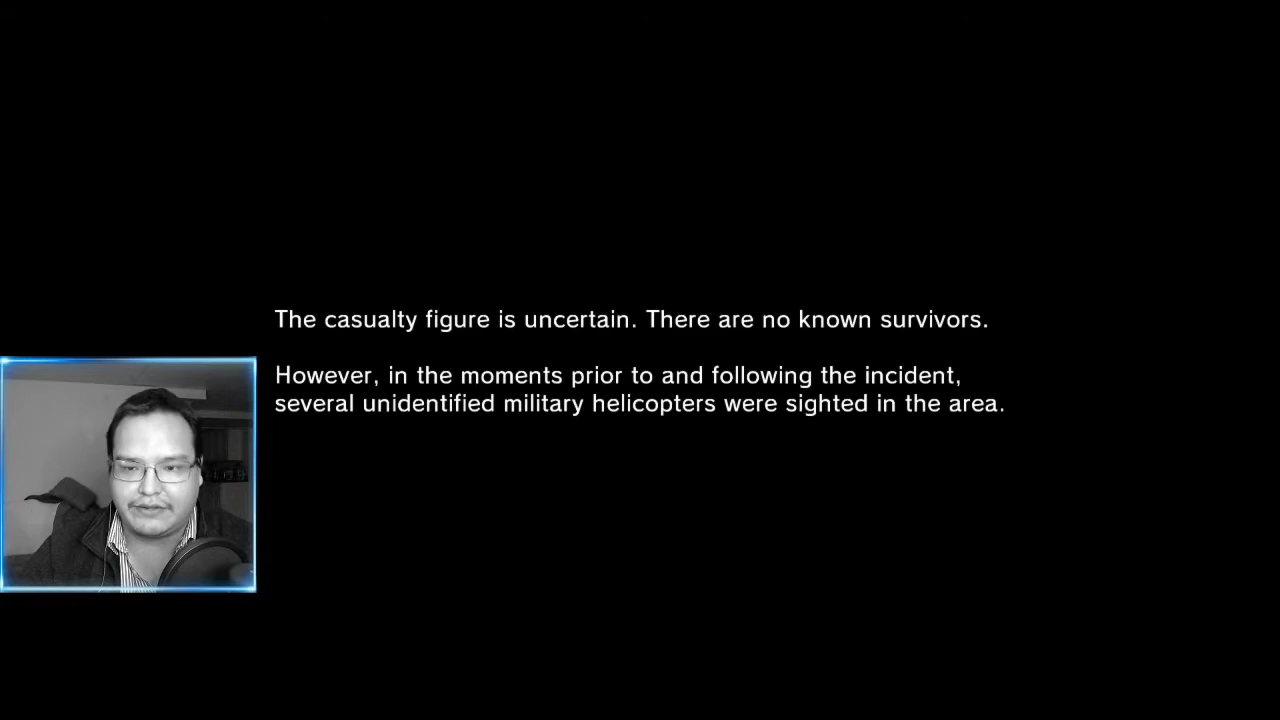 The casualty figure is uncertain. There are no known survivors.
However, in the moments prior to and following the incident,
several unidentified military helicopters were sighted in the area.